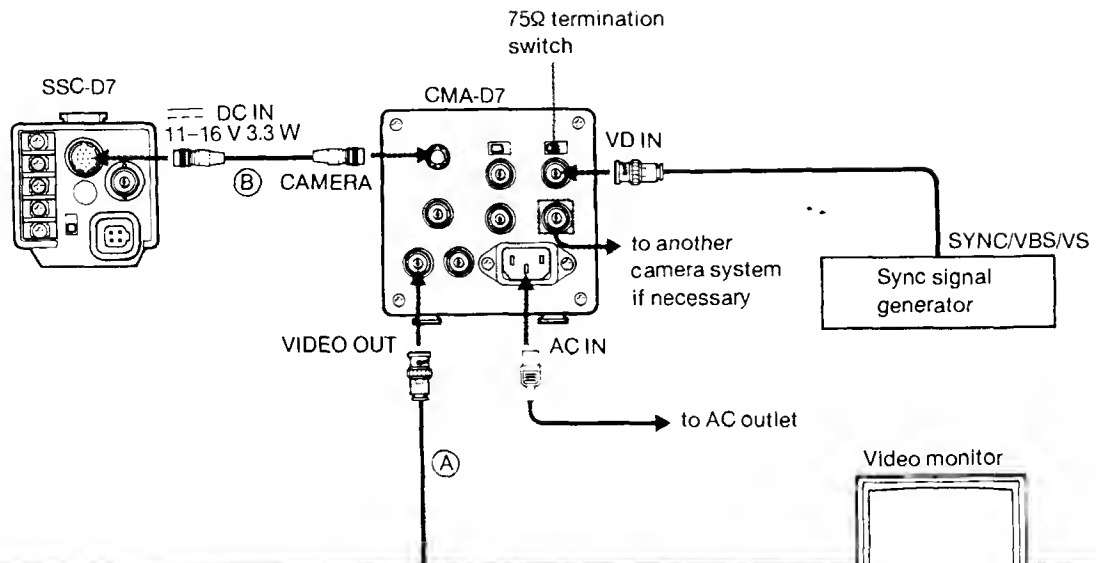 75Ω termination
switch
SSC-D7
CMA-D7
DC IN
11–16 V 3.3 W
VD IN
Ⓑ
CAMERA
to another
camera system
if necessary
SYNC/VBS/VS
Sync signal
generator
VIDEO OUT
AC IN
to AC outlet
Ⓐ
Video monitor